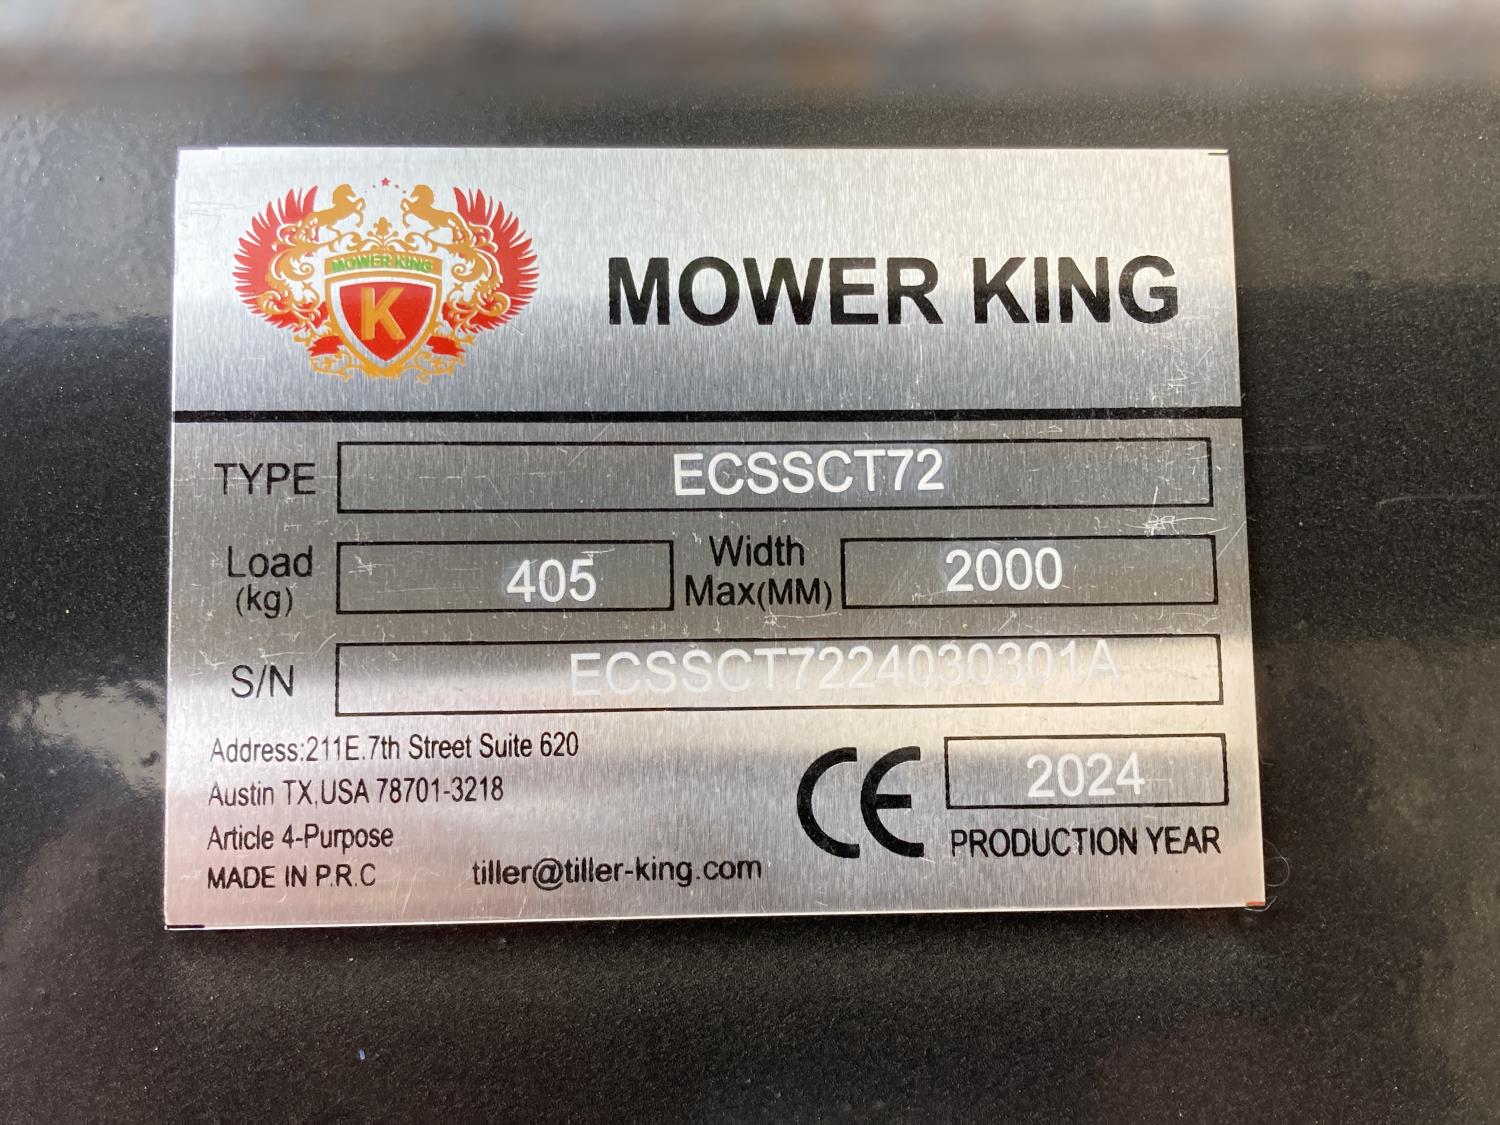 MOWER KING
K
MOWER KING
TYPE ECSSCT72
Load (kg) 405 Width Max(MM) 2000
S/N ECSSCT7224030301A
Address:211E.7th Street Suite 620
Austin TX,USA 78701-3218
Article 4-Purpose
MADE IN P.R.C tiller@tiller-king.com
CE 2024
PRODUCTION YEAR